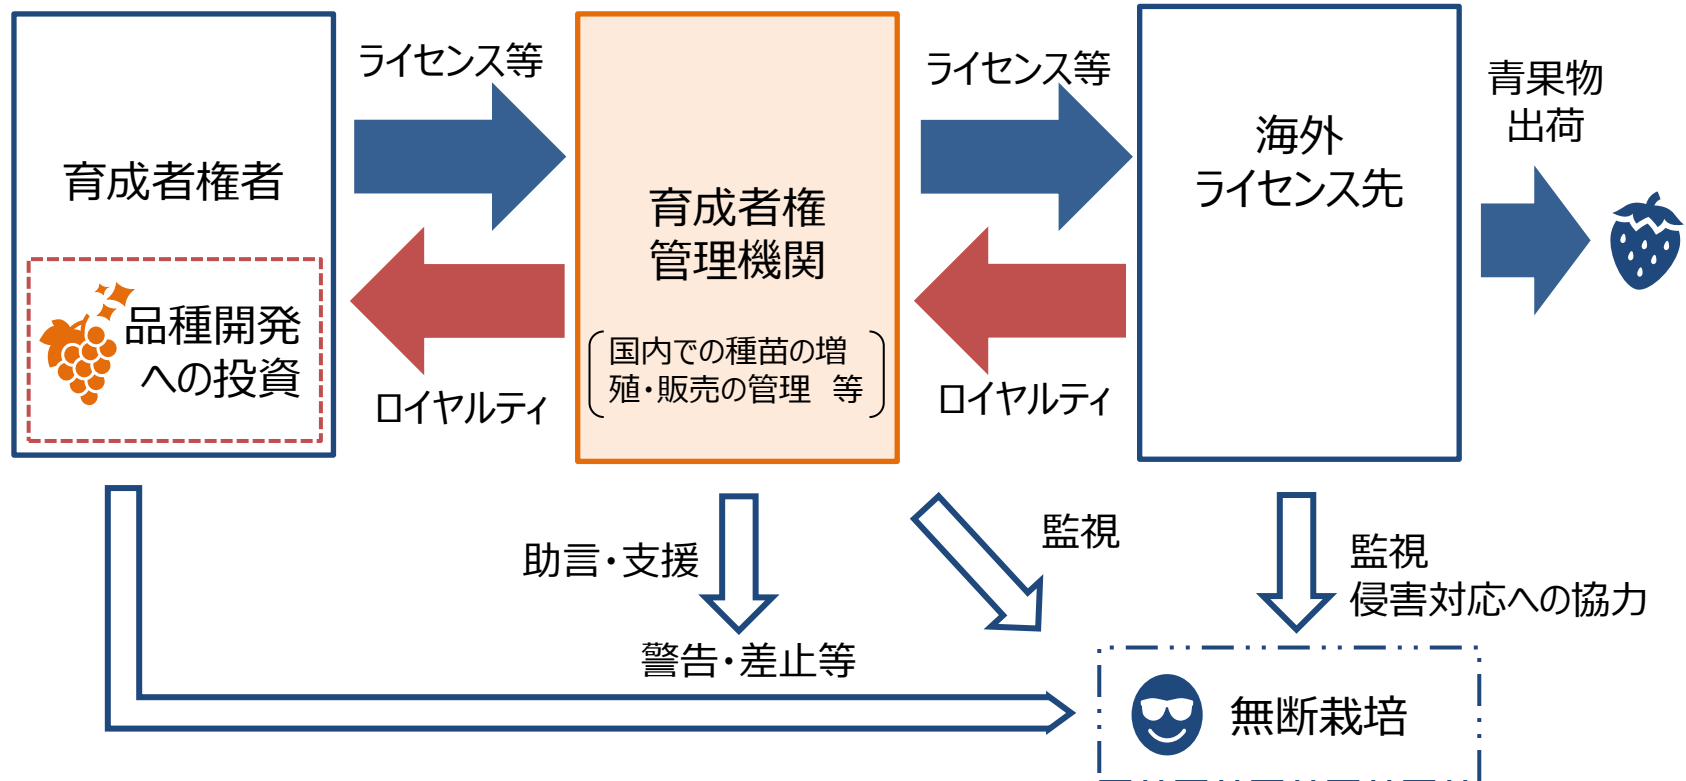 育成者権者
品種開発
への投資
ライセンス等
ロイヤルティ
育成者権
管理機関
国内での種苗の増
殖・販売の管理　等
ライセンス等
ロイヤルティ
海外
ライセンス先
青果物
出荷
助言・支援
警告・差止等
監視
監視
侵害対応への協力
無断栽培